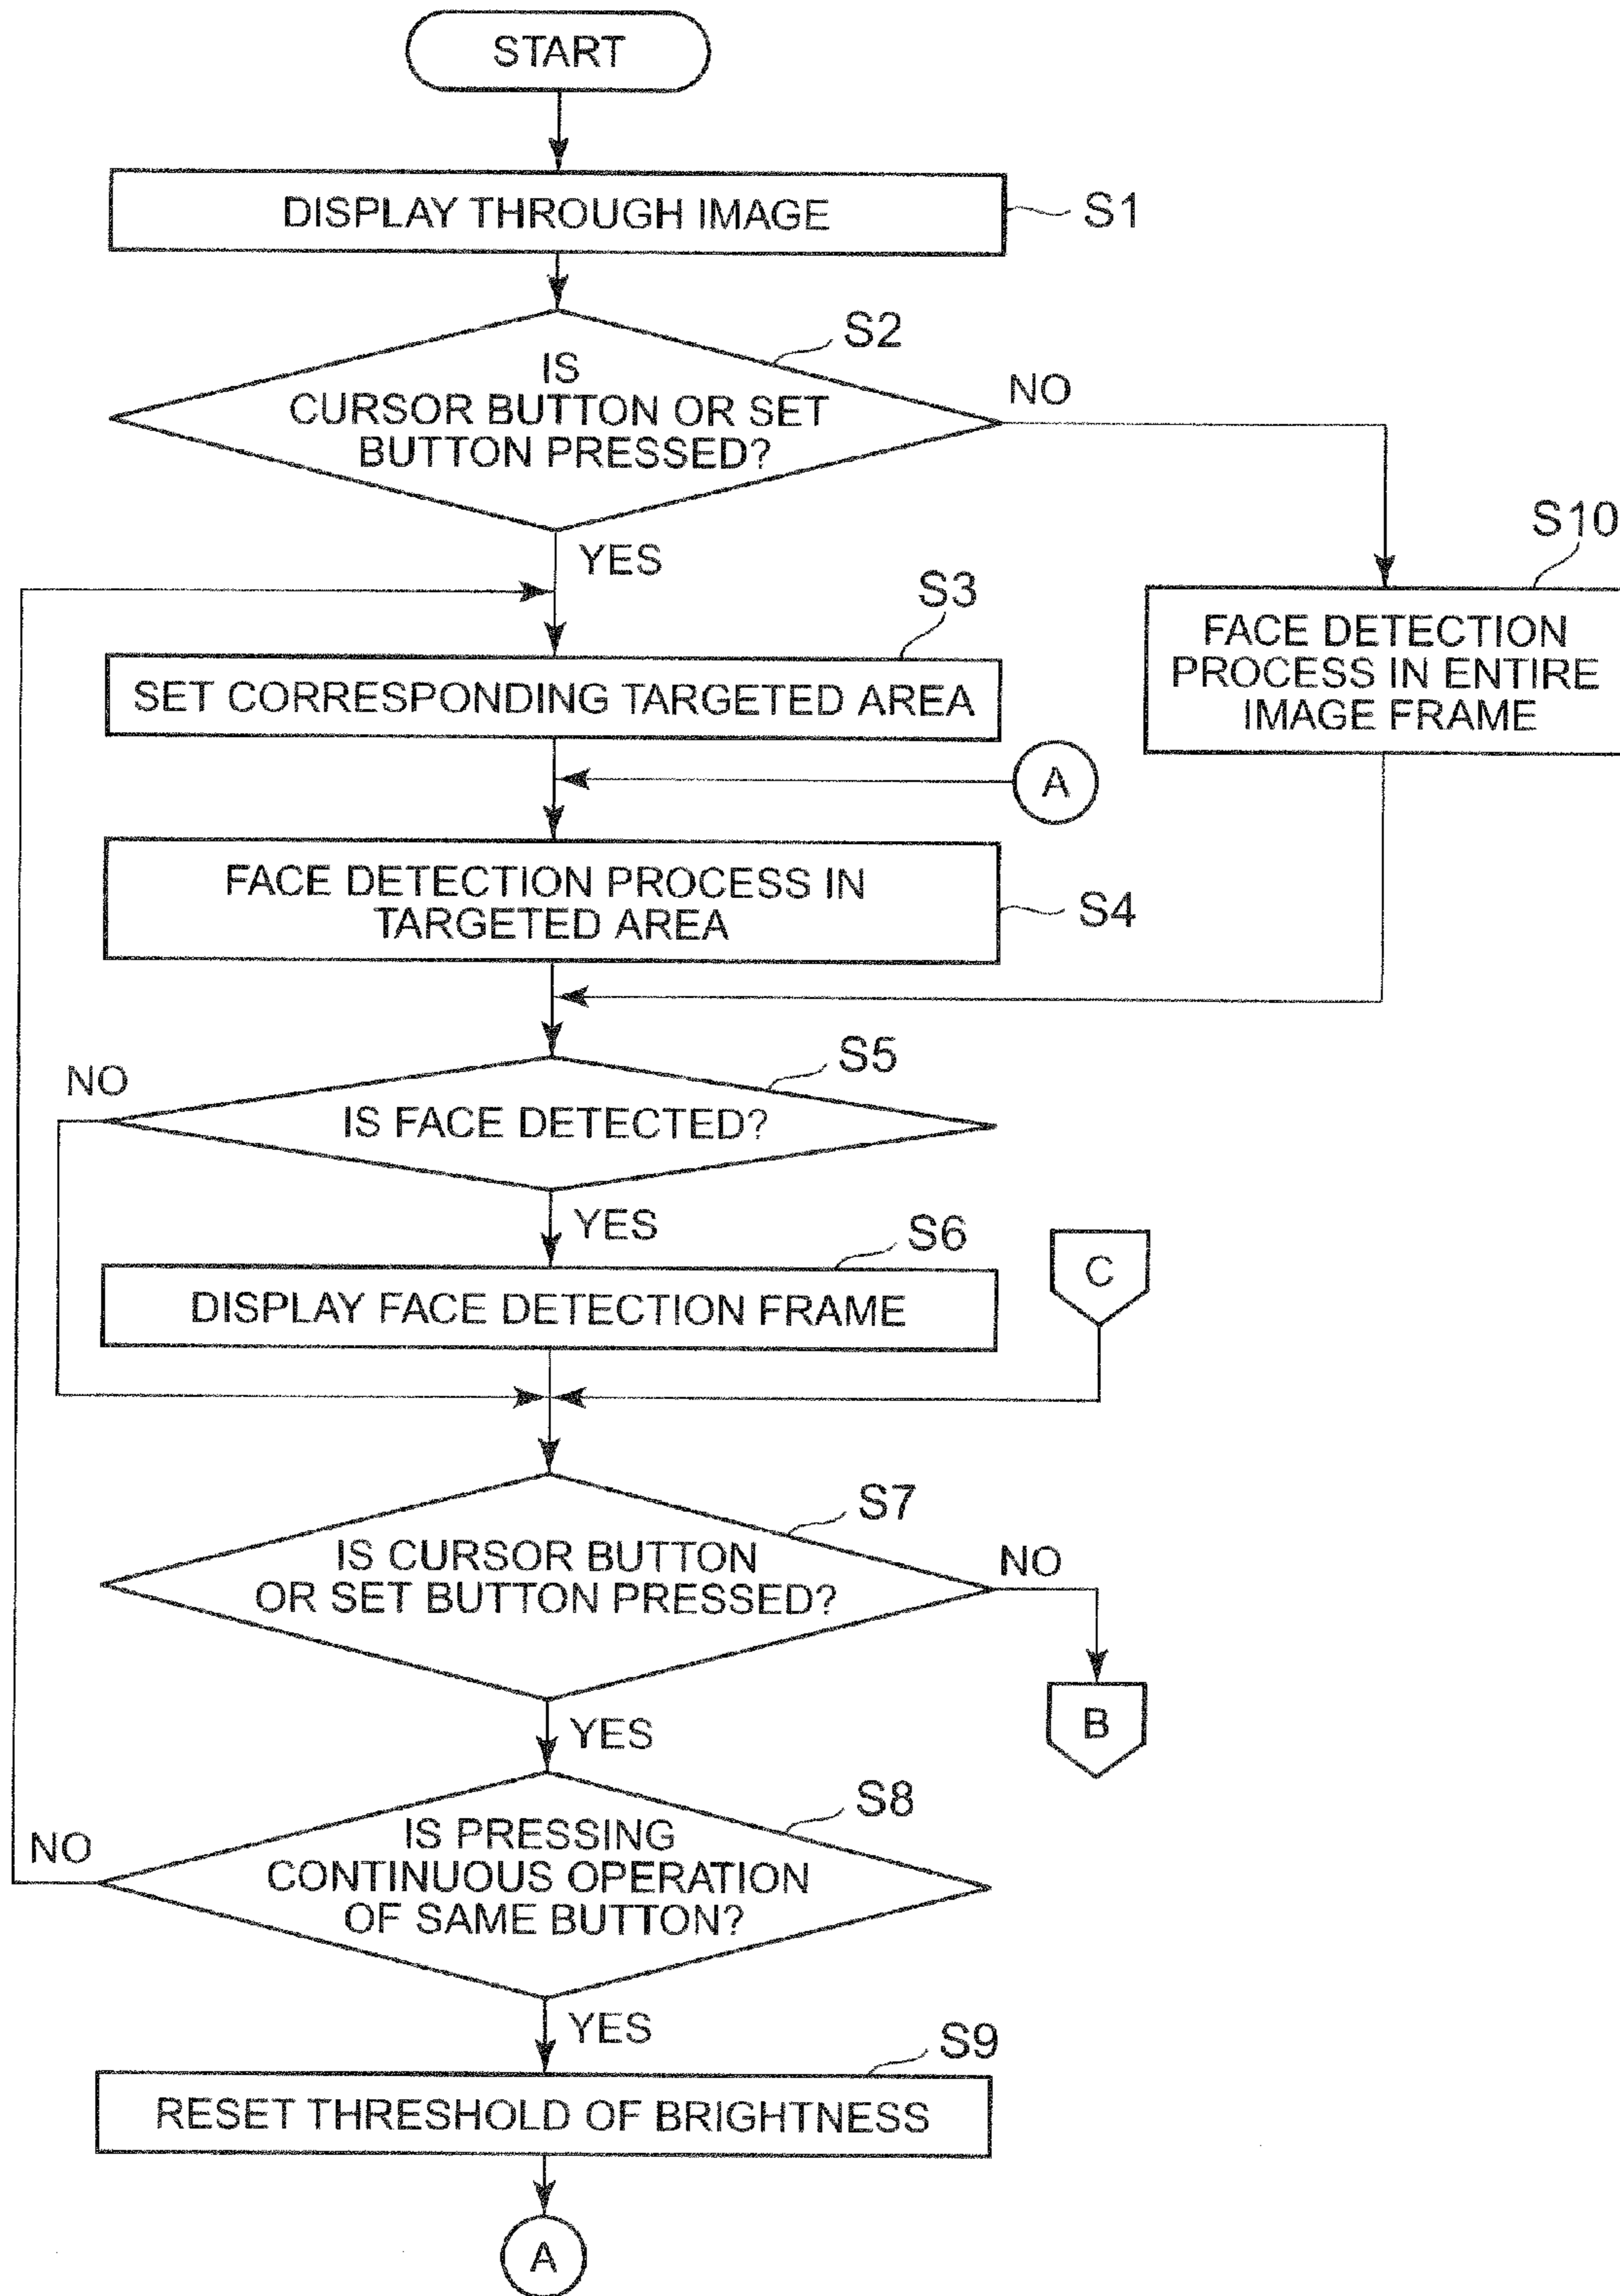 START
DISPLAY THROUGH IMAGE
S1
S2
IS
CURSOR BUTTON OR SET
BUTTON PRESSED?
NO
YES
S10
FACE DETECTION
PROCESS IN ENTIRE
IMAGE FRAME
S3
SET CORRESPONDING TARGETED AREA
A
FACE DETECTION PROCESS IN
TARGETED AREA
S4
S5
NO
IS FACE DETECTED?
YES
S6
DISPLAY FACE DETECTION FRAME
C
S7
IS CURSOR BUTTON
OR SET BUTTON PRESSED?
NO
B
YES
S8
NO
IS PRESSING
CONTINUOUS OPERATION
OF SAME BUTTON?
YES
S9
RESET THRESHOLD OF BRIGHTNESS
A